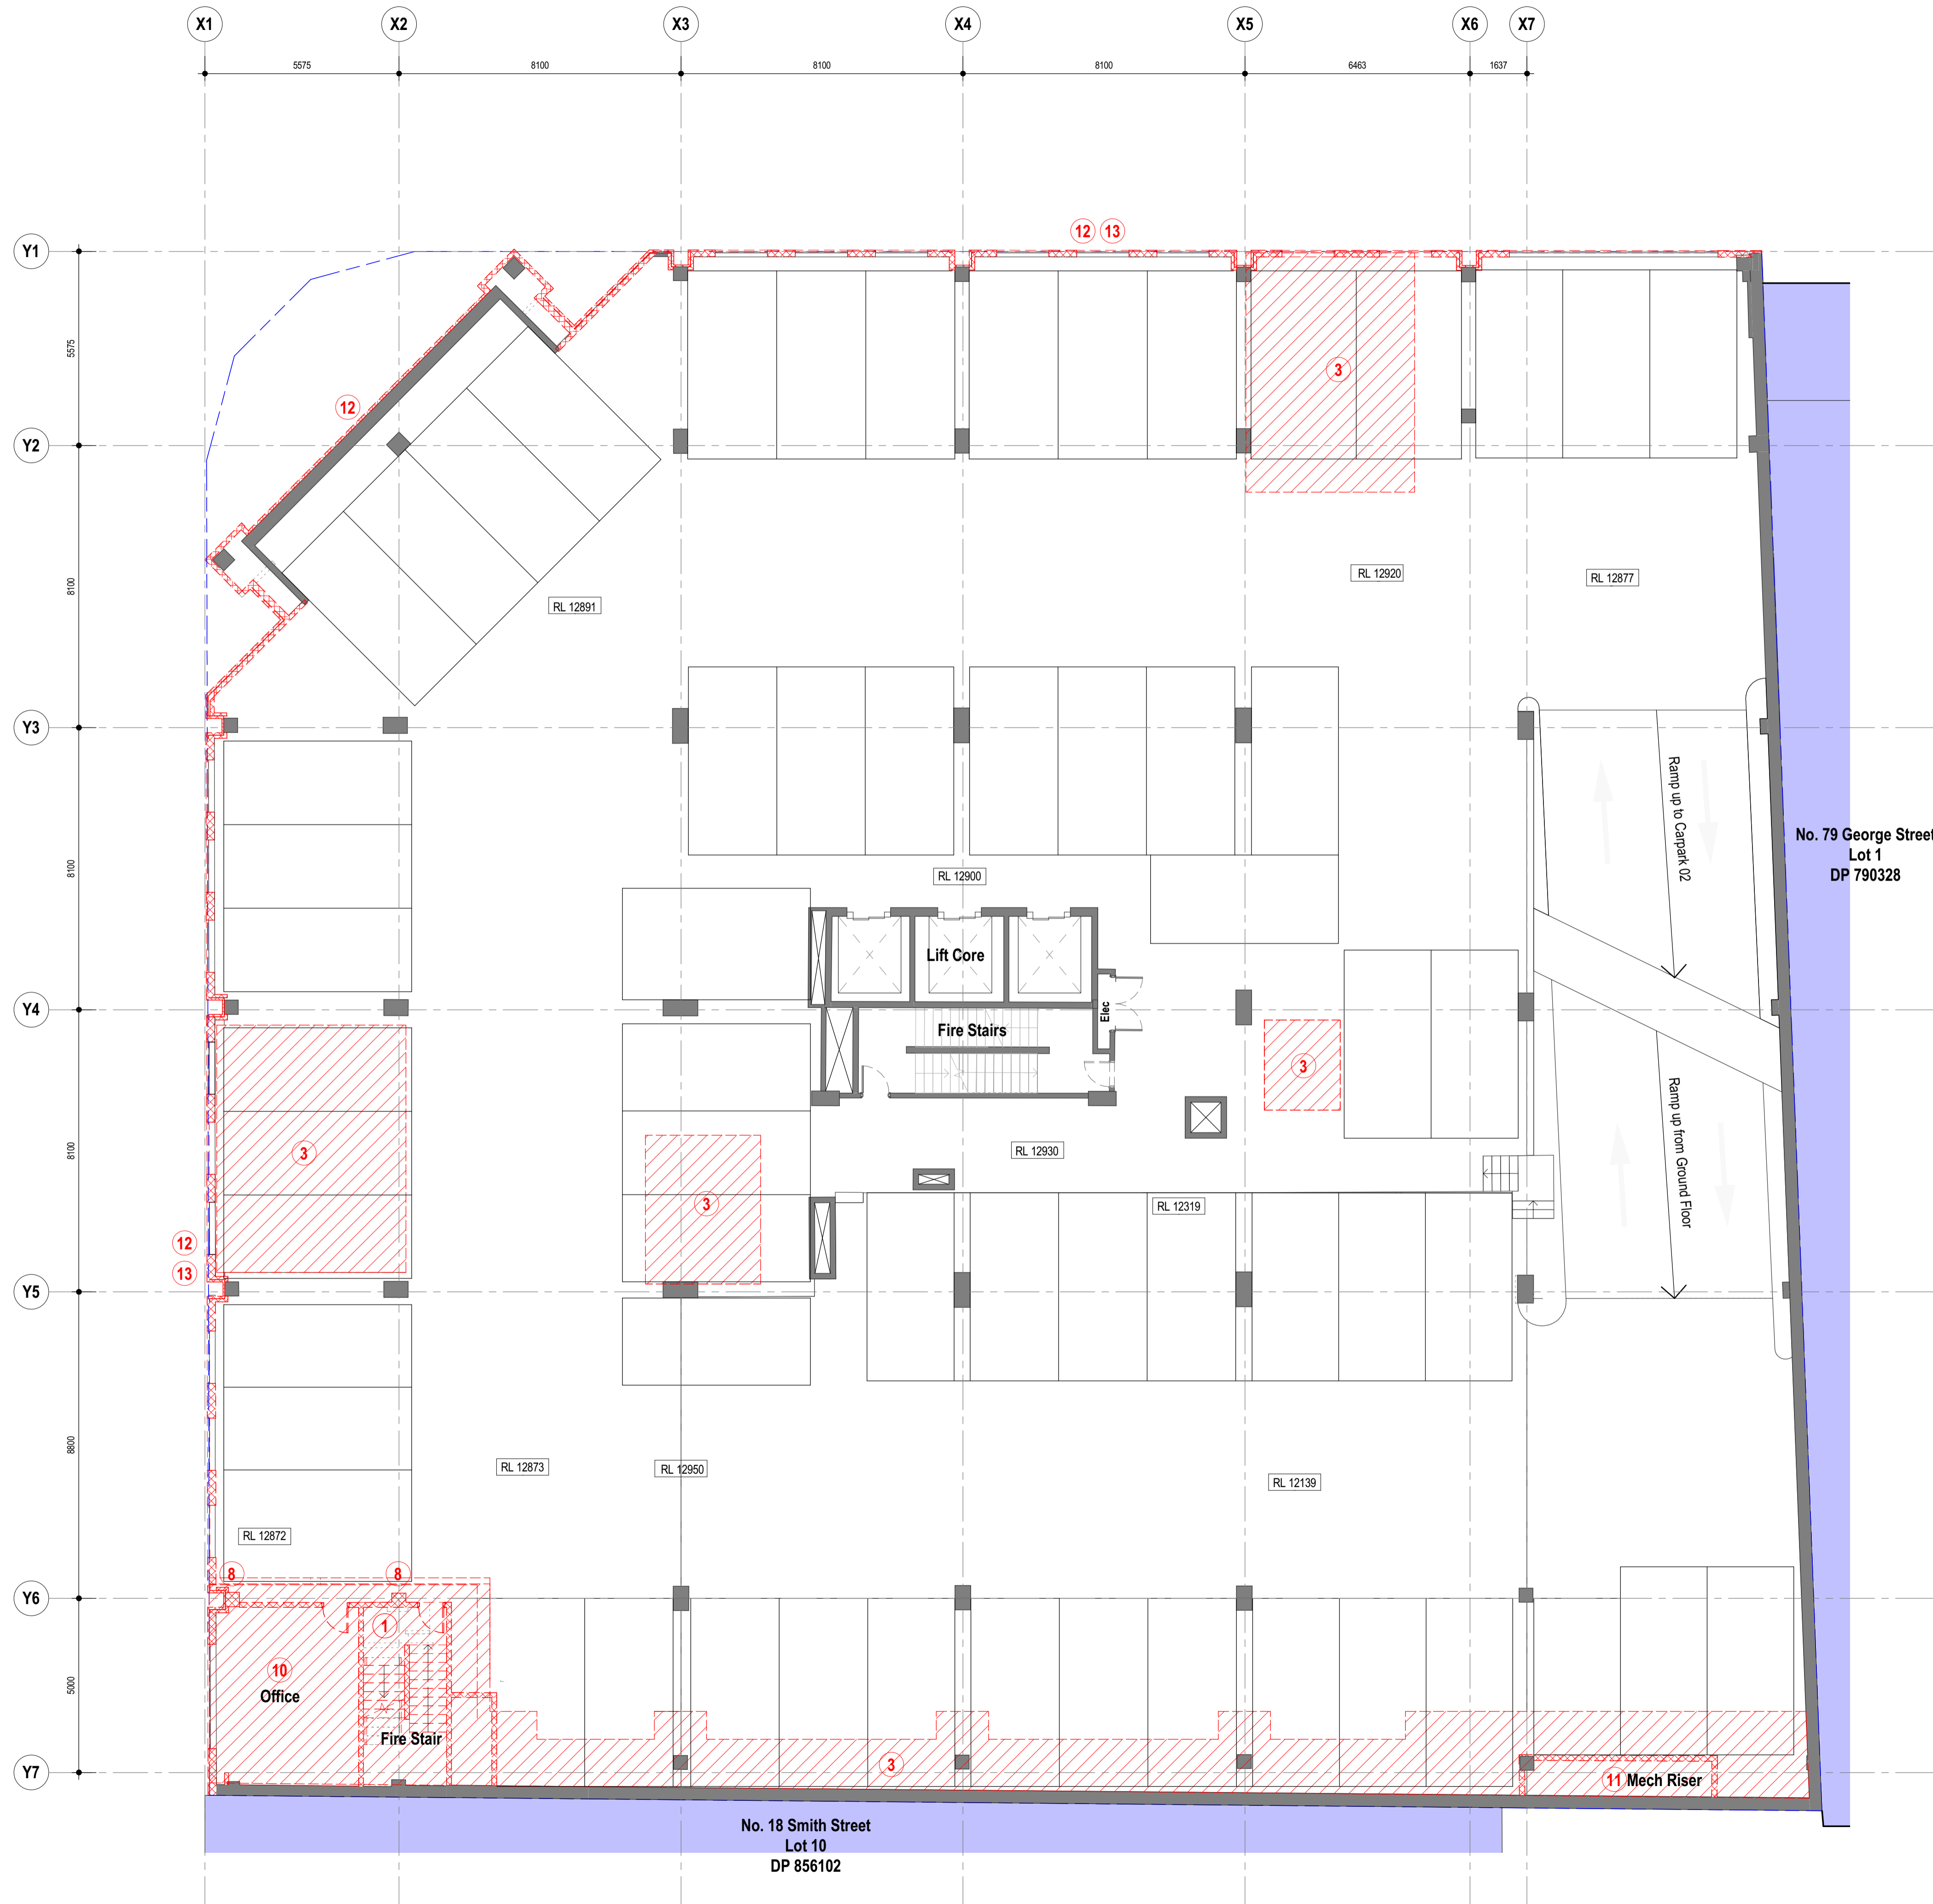 X1 X2 X3 X4 X5 X6 X7
5575 8100 8100 8100 6463 1637
12 13
Y1
5575
3
12
Y2
RL 12920
RL 12877
8100
RL 12891
Y3
Ramp up to Carpark 02
No. 79 George Street
Lot 1
DP 790328
8100
RL 12900
Lift Core
Y4
Elec
Fire Stairs
3
8100
3
RL 12930
Ramp up from Ground Floor
3
RL 12319
12
13
Y5
8800
RL 12873
RL 12950
RL 12139
RL 12872
8
8
Y6
1
10
Office
5000
Fire Stair
3
Y7
11 Mech Riser
No. 18 Smith Street
Lot 10
DP 856102